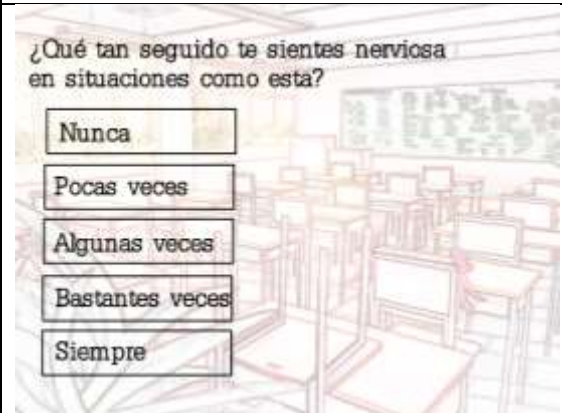 ¿Qué tan seguido te sientes nerviosa
en situaciones como esta?
Nunca
Pocas veces
Algunas veces
Bastantes veces
Siempre